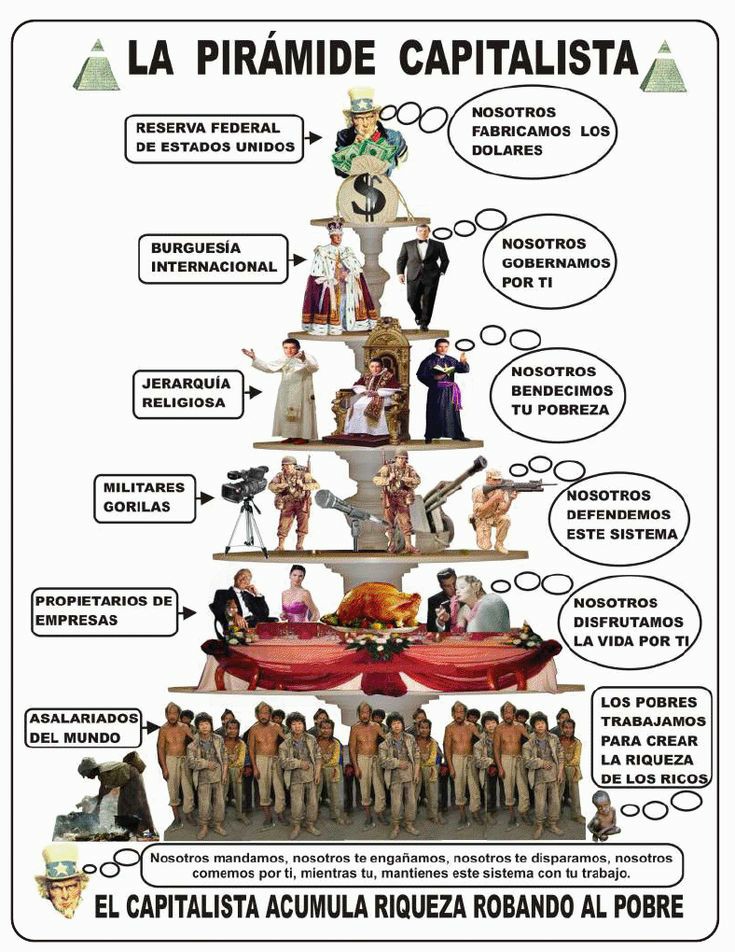 LA PIRÁMIDE CAPITALISTA
RESERVA FEDERAL
DE ESTADOS UNIDOS
NOSOTROS
FABRICAMOS LOS
DOLARES
$
BURGUESÍA
INTERNACIONAL
NOSOTROS
GOBERNAMOS
POR TI
JERARQUÍA
RELIGIOSA
NOSOTROS
BENDECIMOS
TU POBREZA
MILITARES
GORILAS
NOSOTROS
DEFENDEMOS
ESTE SISTEMA
PROPIETARIOS DE
EMPRESAS
NOSOTROS
DISFRUTAMOS
LA VIDA POR TI
ASALARIADOS
DEL MUNDO
LOS POBRES
TRABAJAMOS
PARA CREAR
LA RIQUEZA
DE LOS RICOS
Nosotros mandamos, nosotros te engañamos, nosotros te disparamos, nosotros
comemos por ti, mientras tu, mantienes este sistema con tu trabajo.
EL CAPITALISTA ACUMULA RIQUEZA ROBANDO AL POBRE